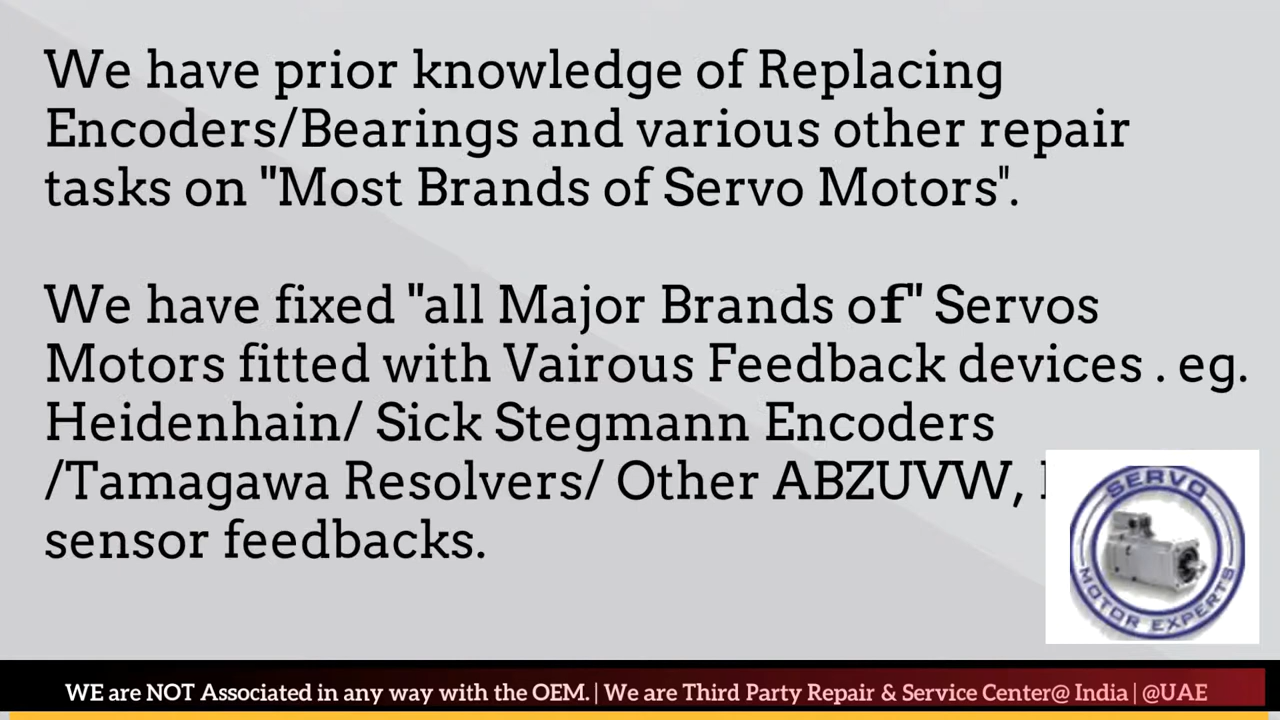 We have prior knowledge of Replacing
Encoders/Bearings and various other repair
tasks on "Most Brands of Servo Motors".
We have fixed "all Major Brands of" Servos
Motors fitted with Vairous Feedback devices . eg.
Heidenhain/ Sick Stegmann Encoders
/Tamagawa Resolvers/ Other ABZUVW,
sensor feedbacks.
SERVO
MOTOR EXPERTS
WE are NOT Associated in any way with the OEM. | We are Third Party Repair & Service Center@ India | @UAE